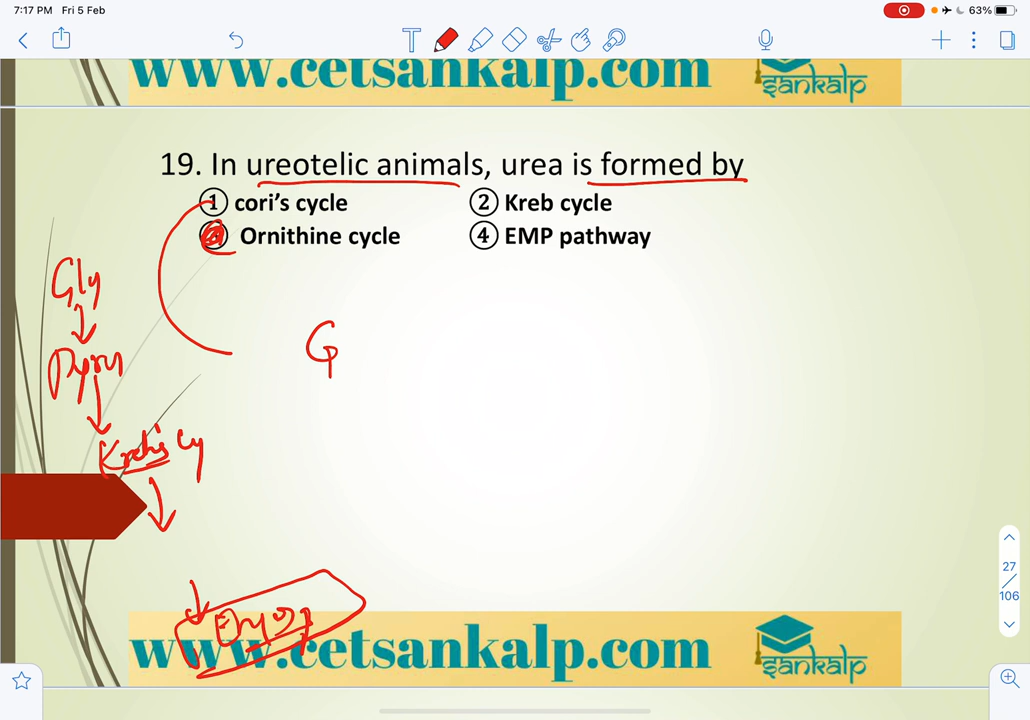 7:17 PM Fri 5 Feb
63%
www.cetsankalp.com
sankalp
19. In ureotelic animals, urea is formed by
1 cori's cycle
2 Kreb cycle
Ornithine cycle
4 EMP pathway
Gly
G
Kreb's Cy
27
106
www.cetsankalp.com
sankalp